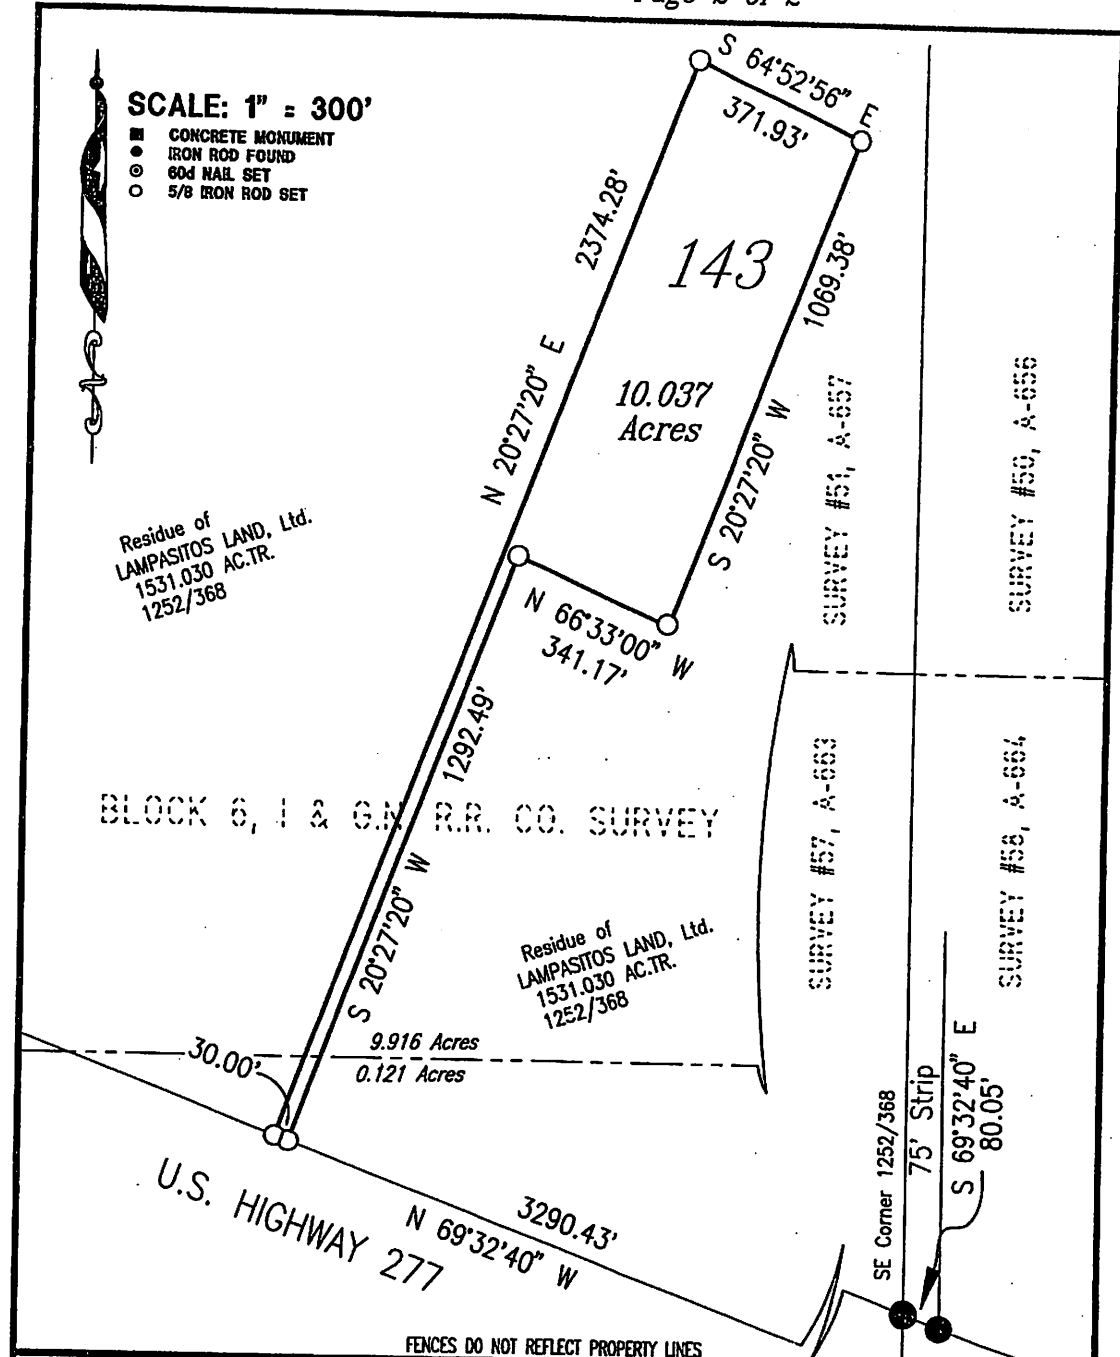 Page 2 of 2
SCALE: 1" = 300'
CONCRETE MONUMENT
IRON ROD FOUND
60d NAIL SET
5/8 IRON ROD SET
S 64°52'56" E
371.93'
2374.28'
N 20°27'20" E
143
1069.38'
S 20°27'20" W
10.037
Acres
SURVEY #51, A-657
SURVEY #50, A-656
Residue of
LAMPASITOS LAND, Ltd.
1531.030 AC.TR.
1252/368
N 66°33'00" W
341.17'
1292.49'
S 20°27'20" W
BLOCK 6, I & G.N. R.R. CO. SURVEY
SURVEY #57, A-663
SURVEY #58, A-664
Residue of
LAMPASITOS LAND, Ltd.
1531.030 AC.TR.
1252/368
30.00'
9.916 Acres
0.121 Acres
U.S. HIGHWAY 277
3290.43'
N 69°32'40" W
SE Corner 1252/368
75' Strip
S 69°32'40" E
80.05'
FENCES DO NOT REFLECT PROPERTY LINES